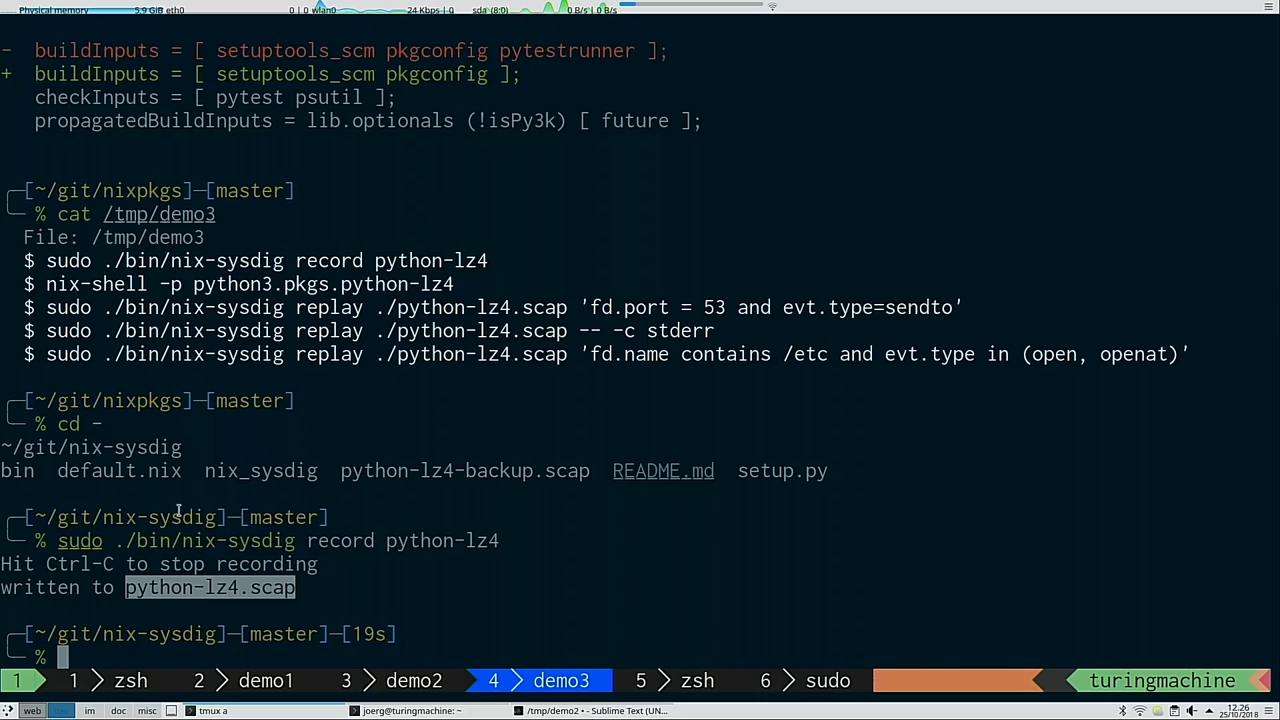 Physical memory 5,9 GiB eth0 0 | 0 wlan0 24 Kbps | 0 sda (8:0) 0 B/s | 0 B/s
-  buildInputs = [ setuptools_scm pkgconfig pytestrunner ];
+  buildInputs = [ setuptools_scm pkgconfig ];
checkInputs = [ pytest psutil ];
propagatedBuildInputs = lib.optionals (!isPy3k) [ future ];
[~/git/nixpkgs]—[master]
% cat /tmp/demo3
File: /tmp/demo3
$ sudo ./bin/nix-sysdig record python-lz4
$ nix-shell -p python3.pkgs.python-lz4
$ sudo ./bin/nix-sysdig replay ./python-lz4.scap 'fd.port = 53 and evt.type=sendto'
$ sudo ./bin/nix-sysdig replay ./python-lz4.scap -- -c stderr
$ sudo ./bin/nix-sysdig replay ./python-lz4.scap 'fd.name contains /etc and evt.type in (open, openat)'
[~/git/nixpkgs]—[master]
% cd -
~/git/nix-sysdig
bin default.nix nix_sysdig python-lz4-backup.scap README.md setup.py
[~/git/nix-sysdig]—[master]
% sudo ./bin/nix-sysdig record python-lz4
Hit Ctrl-C to stop recording
written to python-lz4.scap
[~/git/nix-sysdig]—[master]—[19s]
%
1 1 zsh 2 demo1 3 demo2 4 demo3 5 zsh 6 sudo turingmachine
web im doc misc tmux a joerg@turingmachine: ~ /tmp/demo2 • - Sublime Text (UN... 12.26
25/10/2018